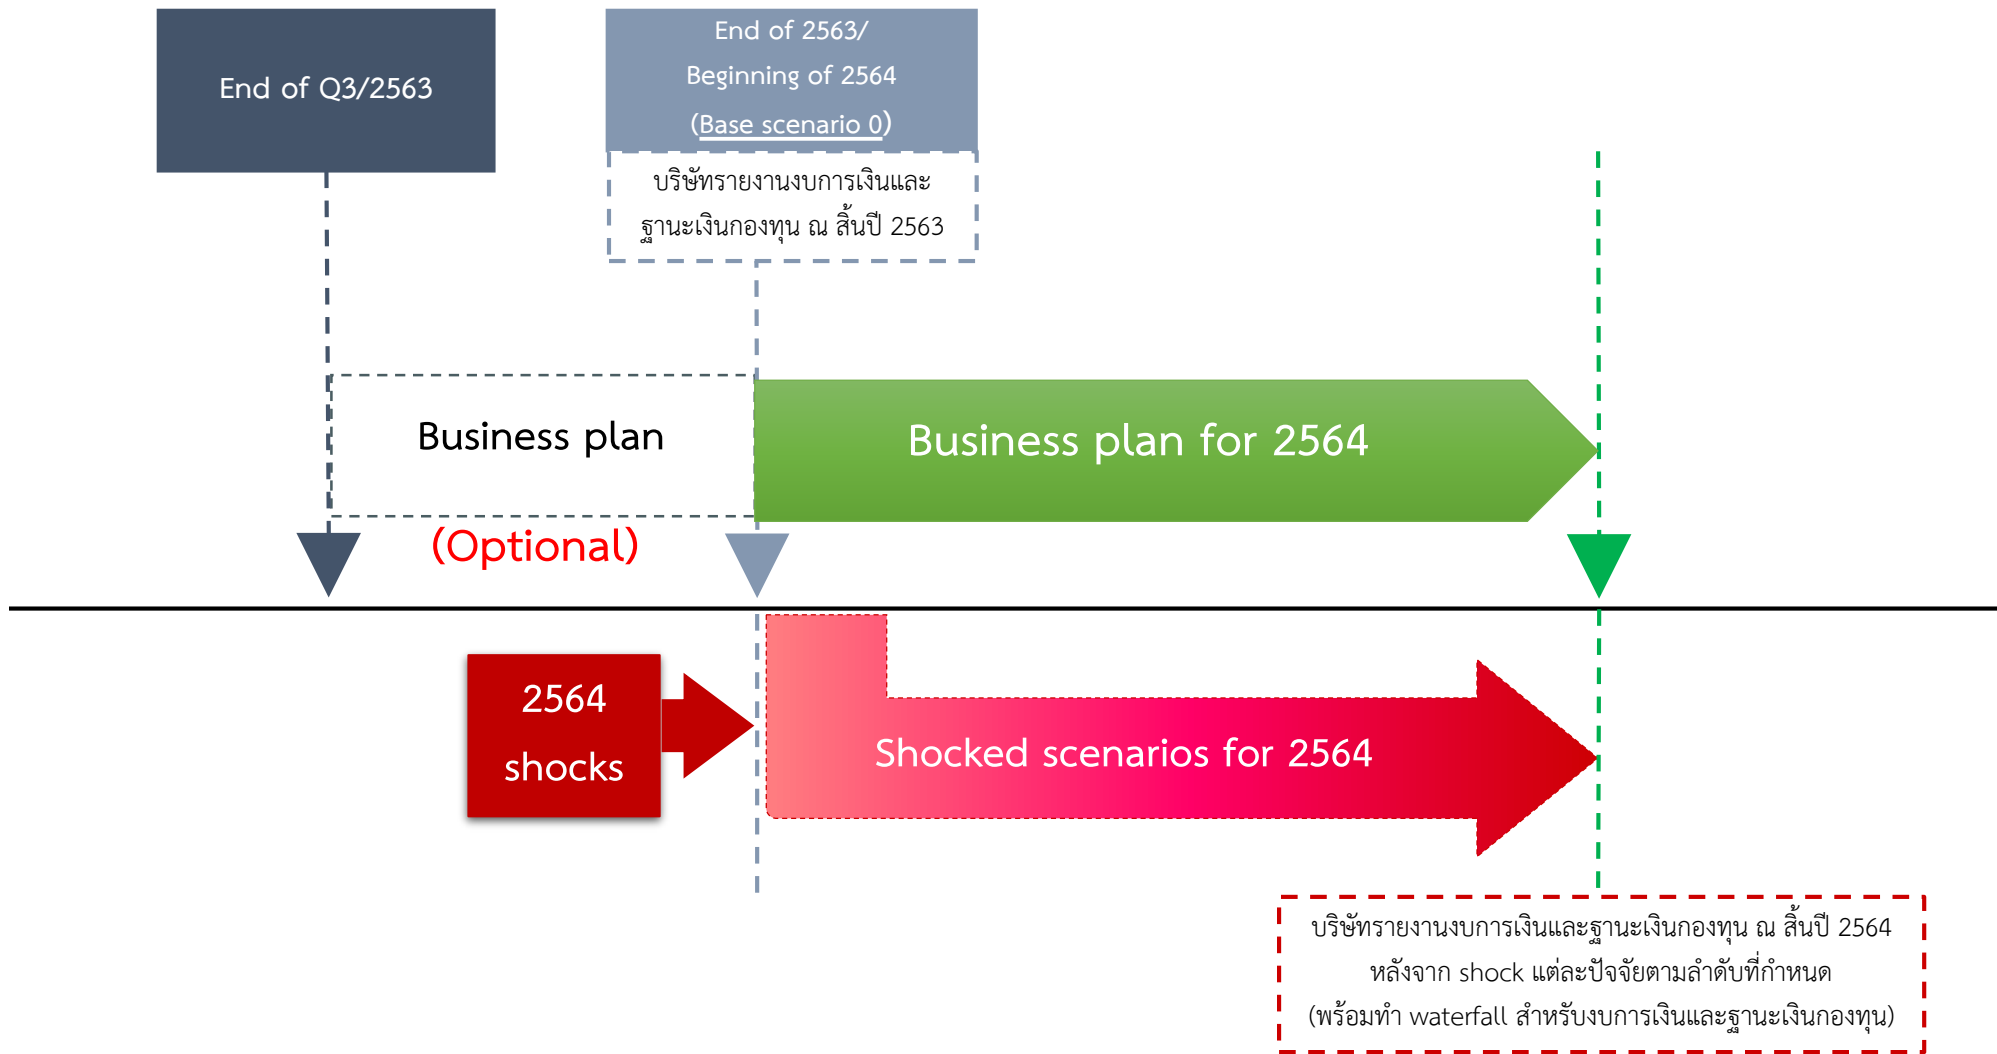 End of Q3/2563
End of 2563/
Beginning of 2564
(Base scenario 0)
บริษัทรายงานงบการเงินและ
ฐานะเงินกองทุน ณ สิ้นปี 2563
Business plan
(Optional)
Business plan for 2564
2564
shocks
Shocked scenarios for 2564
บริษัทรายงานงบการเงินและฐานะเงินกองทุน ณ สิ้นปี 2564
หลังจาก shock แต่ละปัจจัยตามลำดับที่กำหนด
(พร้อมทำ waterfall สำหรับงบการเงินและฐานะเงินกองทุน)